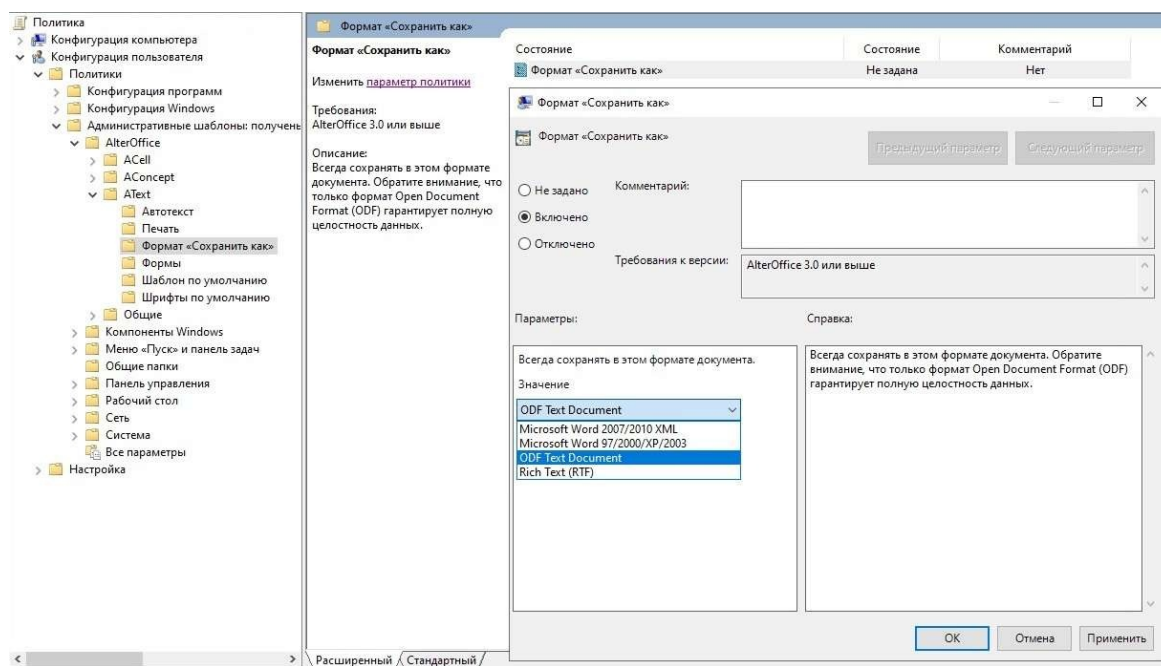 Политика
Конфигурация компьютера
Конфигурация пользователя
Политики
Конфигурация программ
Конфигурация Windows
Административные шаблоны: получень
AlterOffice
ACell
AConcept
AText
Автотекст
Печать
Формат «Сохранить как»
Формы
Шаблон по умолчанию
Шрифты по умолчанию
Общие
Компоненты Windows
Меню «Пуск» и панель задач
Общие папки
Панель управления
Рабочий стол
Сеть
Система
Все параметры
Настройка
Формат «Сохранить как»
Формат «Сохранить как»
Изменить параметр политики
Требования:
AlterOffice 3.0 или выше
Описание:
Всегда сохранять в этом формате
документа. Обратите внимание, что
только формат Open Document
Format (ODF) гарантирует полную
целостность данных.
Состояние Состояние Комментарий
Формат «Сохранить как» Не задана Нет
Формат «Сохранить как»
Формат «Сохранить как»
Предыдущий параметр Следующий параметр
Не задано
Включено
Отключено
Комментарий:
Требования к версии: AlterOffice 3.0 или выше
Параметры: Справка:
Всегда сохранять в этом формате документа.
Значение
ODF Text Document
Microsoft Word 2007/2010 XML
Microsoft Word 97/2000/XP/2003
ODF Text Document
Rich Text (RTF)
Всегда сохранять в этом формате документа. Обратите
внимание, что только формат Open Document Format (ODF)
гарантирует полную целостность данных.
ОК Отмена Применить
Расширенный Стандартный